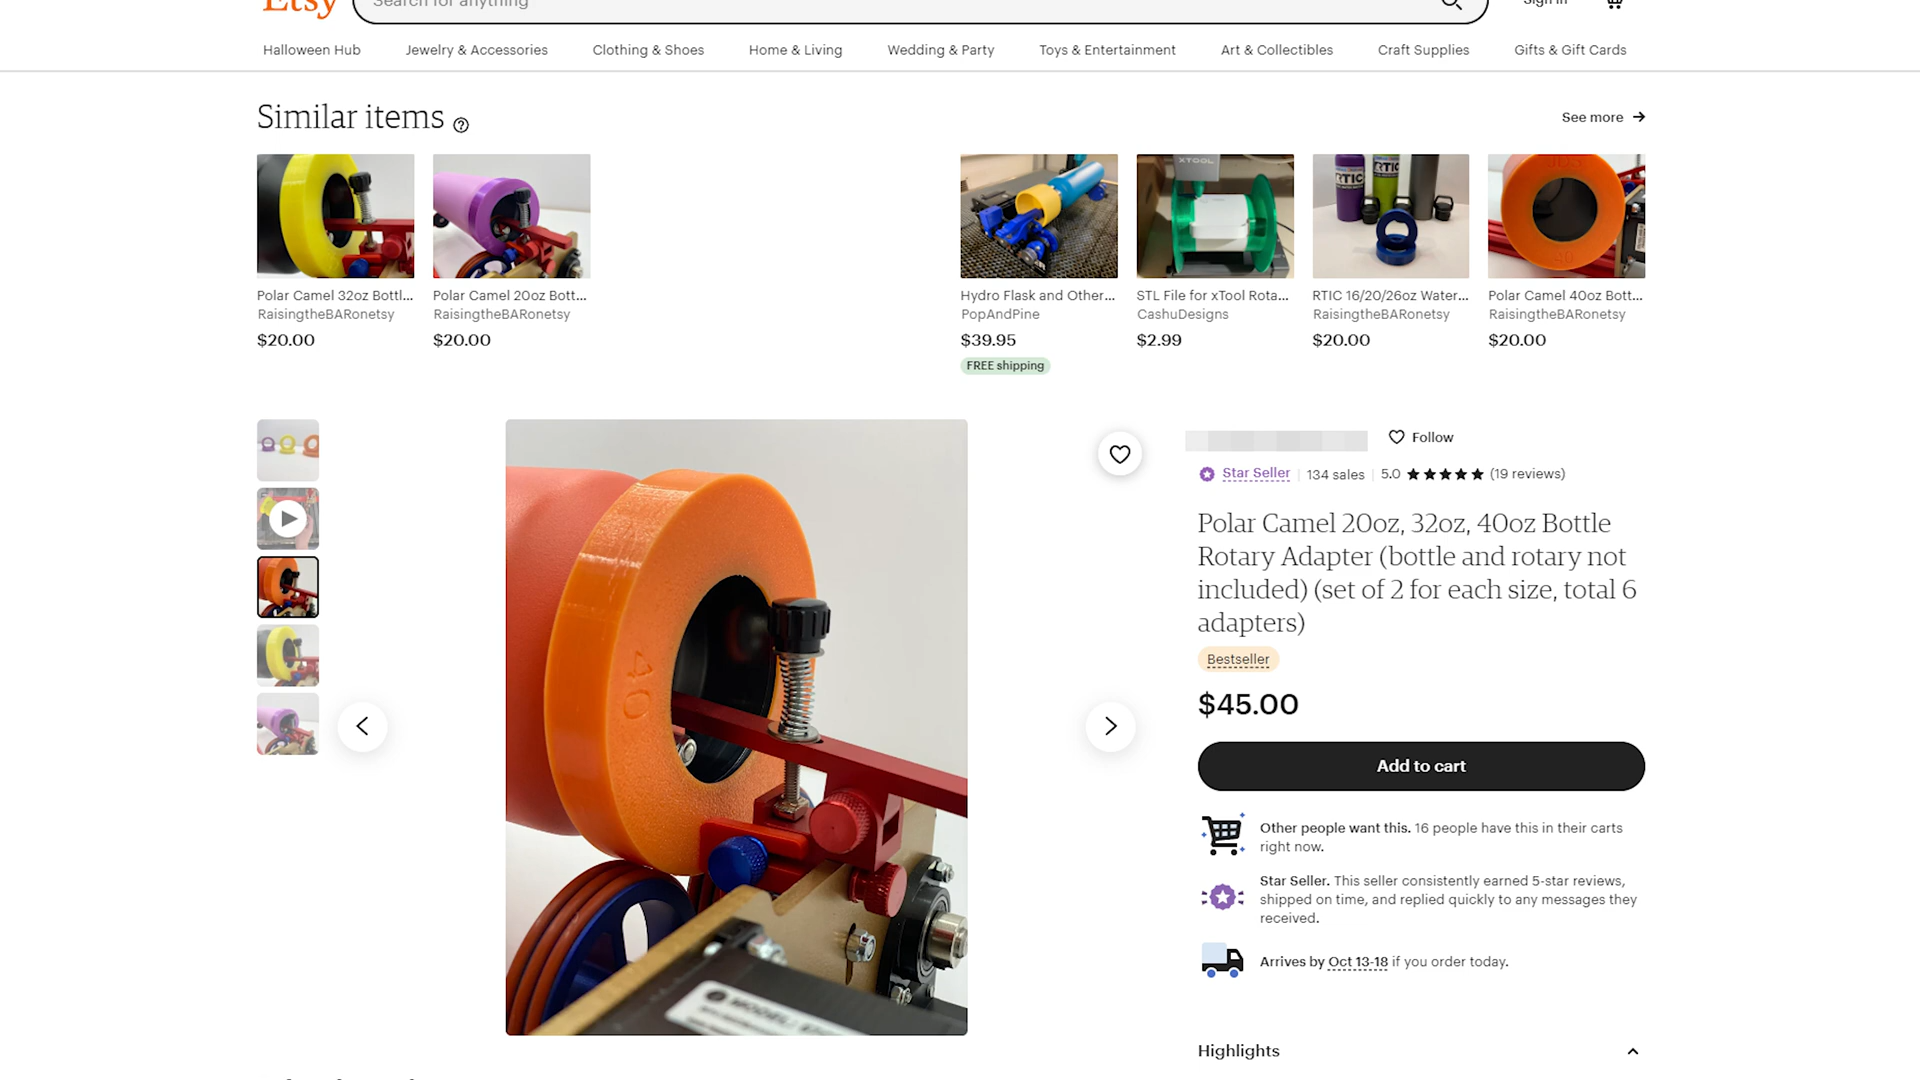 Etsy
Search for anything
Sign in
Halloween Hub
Jewelry & Accessories
Clothing & Shoes
Home & Living
Wedding & Party
Toys & Entertainment
Art & Collectibles
Craft Supplies
Gifts & Gift Cards
Similar items
See more
XTOOL
RTIC
RTIC
Polar Camel 32oz Bottl...
Polar Camel 20oz Bott...
Hydro Flask and Other...
STL File for xTool Rota...
RTIC 16/20/26oz Water...
Polar Camel 40oz Bott...
RaisingtheBARonetsy
RaisingtheBARonetsy
PopAndPine
CashuDesigns
RaisingtheBARonetsy
RaisingtheBARonetsy
$20.00
$20.00
$39.95
$2.99
$20.00
$20.00
FREE shipping
40
Follow
Star Seller
134 sales
5.0
(19 reviews)
Polar Camel 20oz, 32oz, 40oz Bottle
Rotary Adapter (bottle and rotary not
included) (set of 2 for each size, total 6
adapters)
Bestseller
$45.00
Add to cart
Other people want this. 16 people have this in their carts
right now.
Star Seller. This seller consistently earned 5-star reviews,
shipped on time, and replied quickly to any messages they
received.
Arrives by Oct 13-18 if you order today.
Highlights